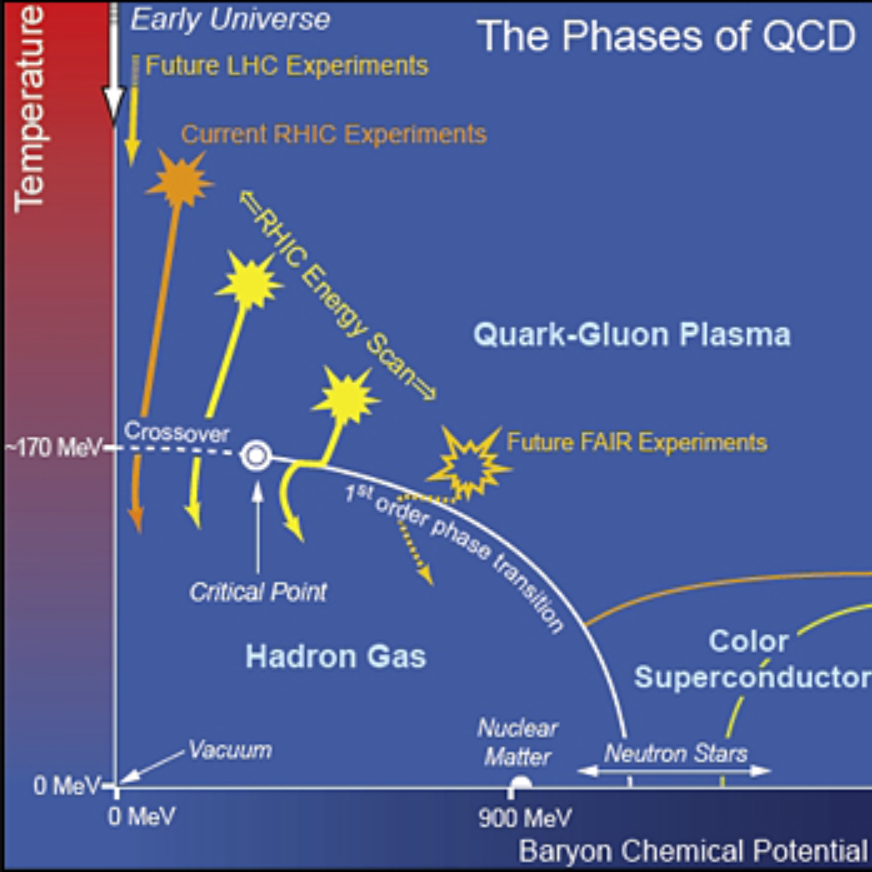 The Phases of QCD
Temperature
Early Universe
Future LHC Experiments
Current RHIC Experiments
⇐RHIC Energy Scan⇒
Quark-Gluon Plasma
Future FAIR Experiments
Crossover
~170 MeV
1st order phase transition
Critical Point
Hadron Gas
Color
Superconductor
Nuclear
Matter
Neutron Stars
Vacuum
0 MeV
0 MeV
900 MeV
Baryon Chemical Potential